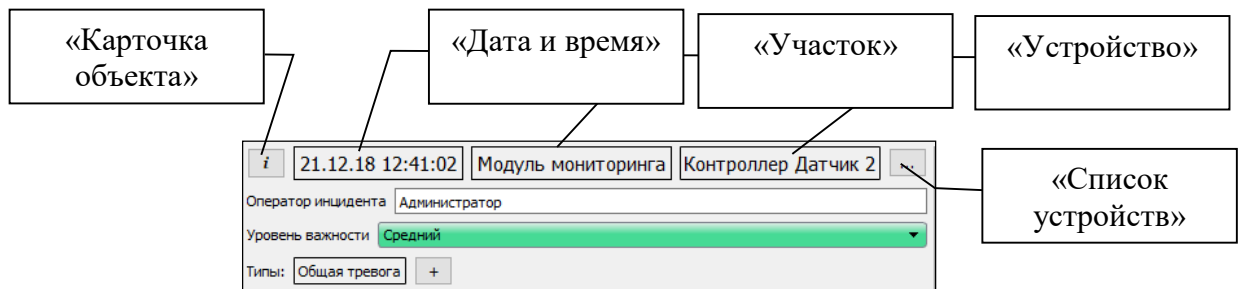 «Карточка
объекта»
«Дата и время»
«Участок»
«Устройство»
i 21.12.18 12:41:02 Модуль мониторинга Контроллер Датчик 2 ...
«Список
устройств»
Оператор инцидента Администратор
Уровень важности Средний
Типы: Общая тревога +